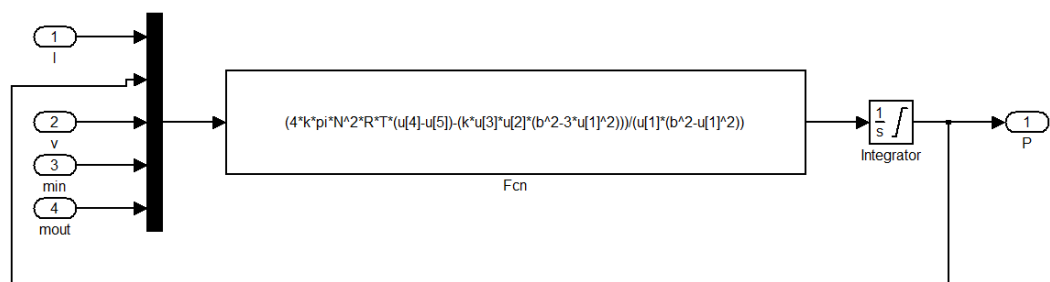 1
l
2
v
3
min
4
mout
(4*k*pi*N^2*R*T*(u[4]-u[5])-(k*u[3]*u[2]*(b^2-3*u[1]^2)))/(u[1]*(b^2-u[1]^2))
Fcn
1
s
Integrator
1
P